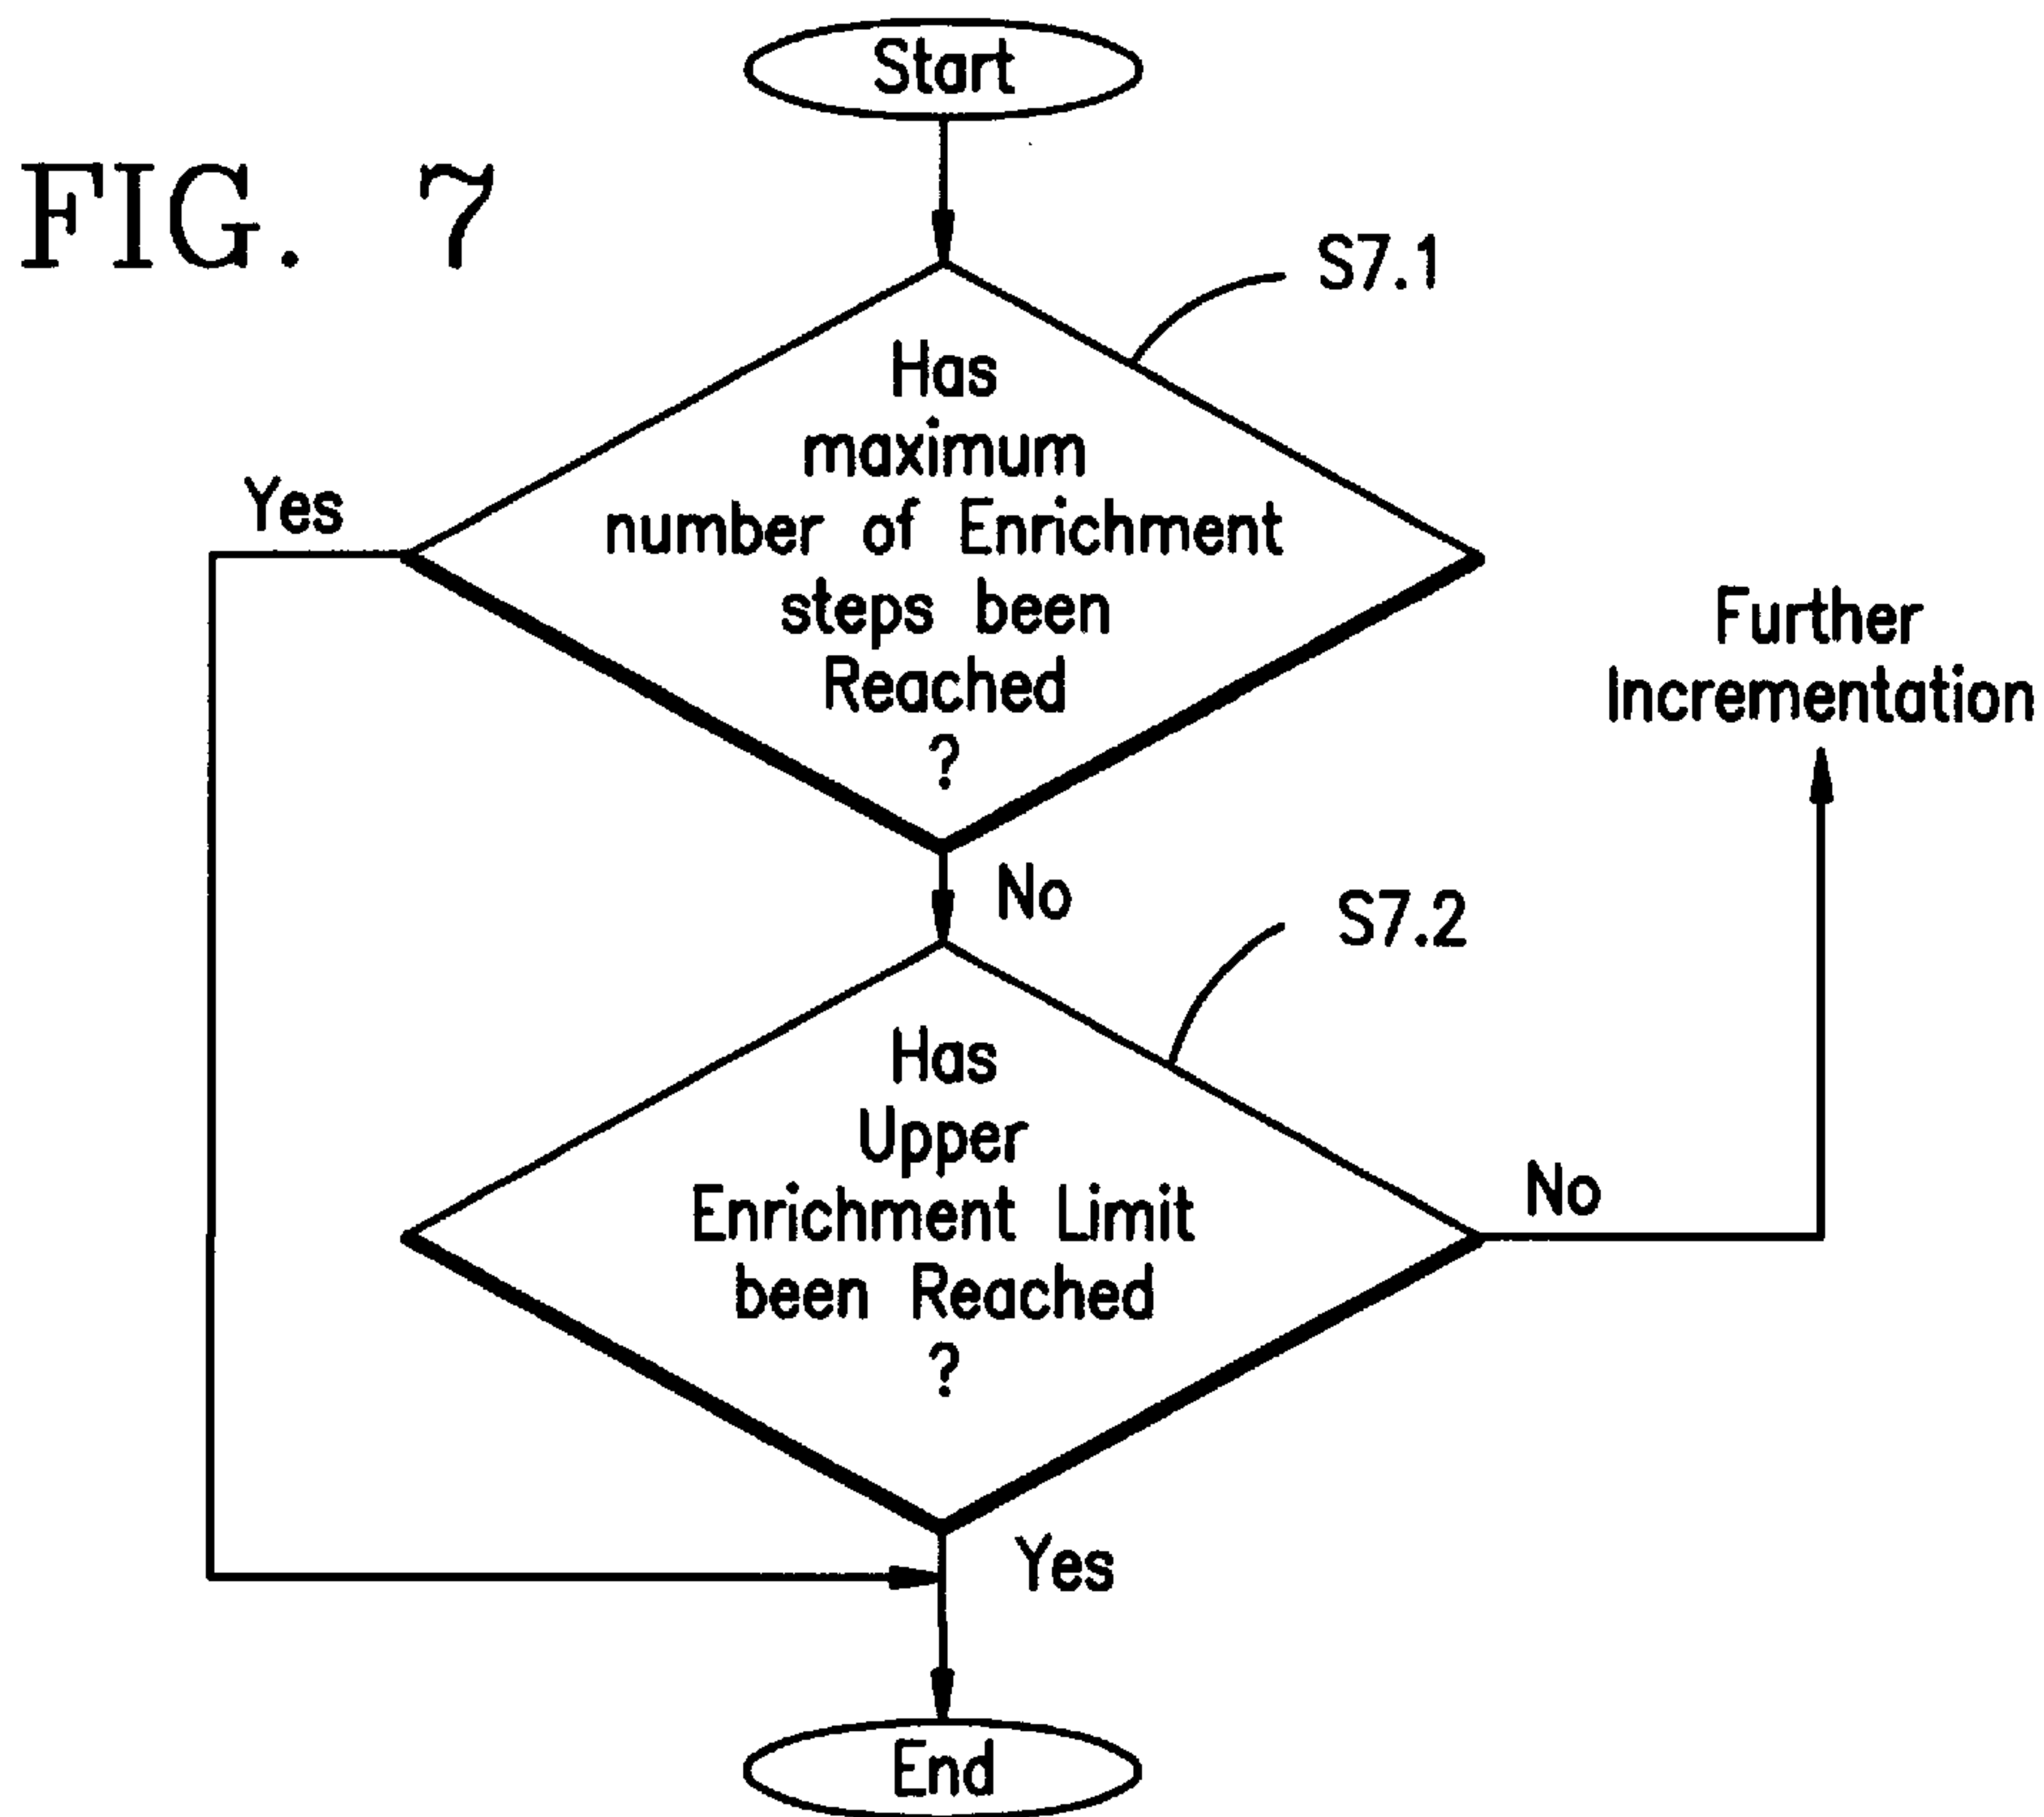 Start
FIG. 7
S7.1
Has
maximum
number of Enrichment
steps been
Reached
?
Yes
Further
Incrementation
No
S7.2
Has
Upper
Enrichment Limit
been Reached
?
No
Yes
End